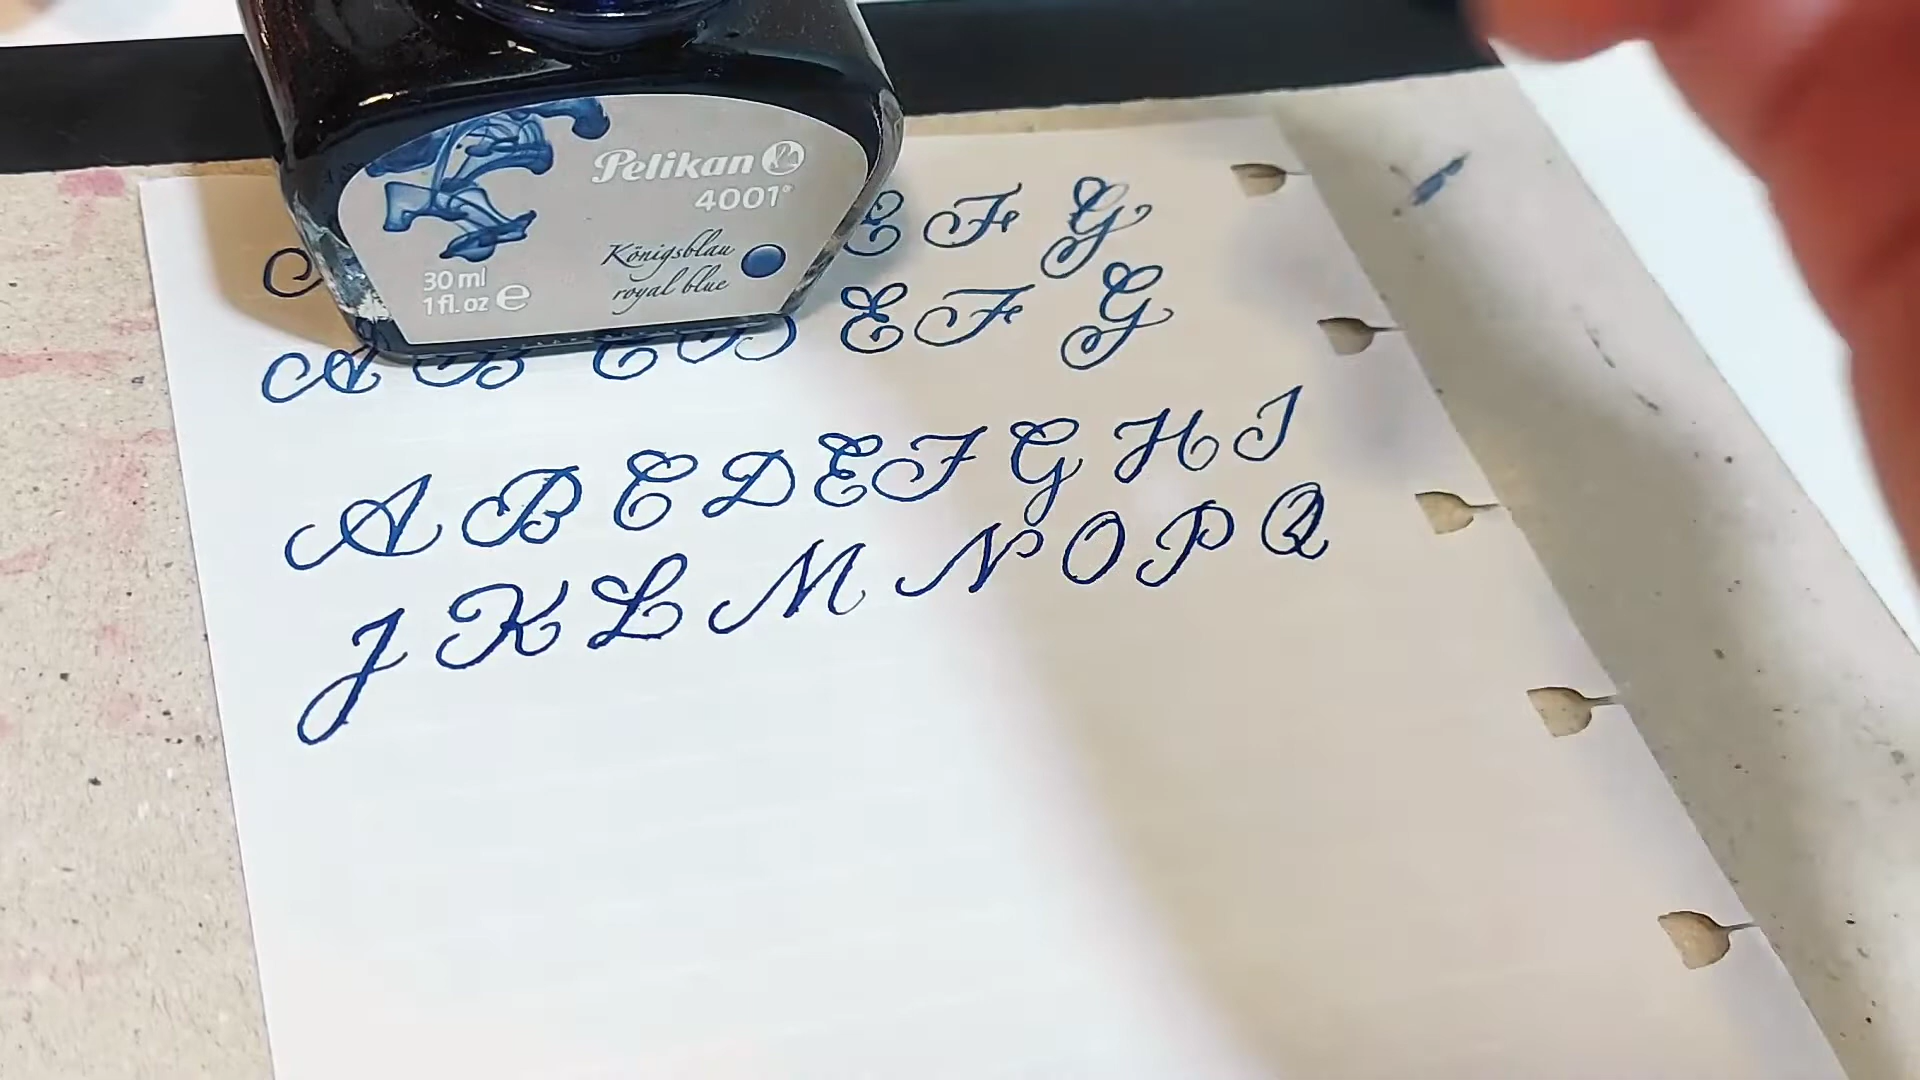 Pelikan
4001®
Königsblau
royal blue
30 ml
1 fl. oz e
E F G
A B C D E F G
A B C D E F G H I
J K L M N O P Q